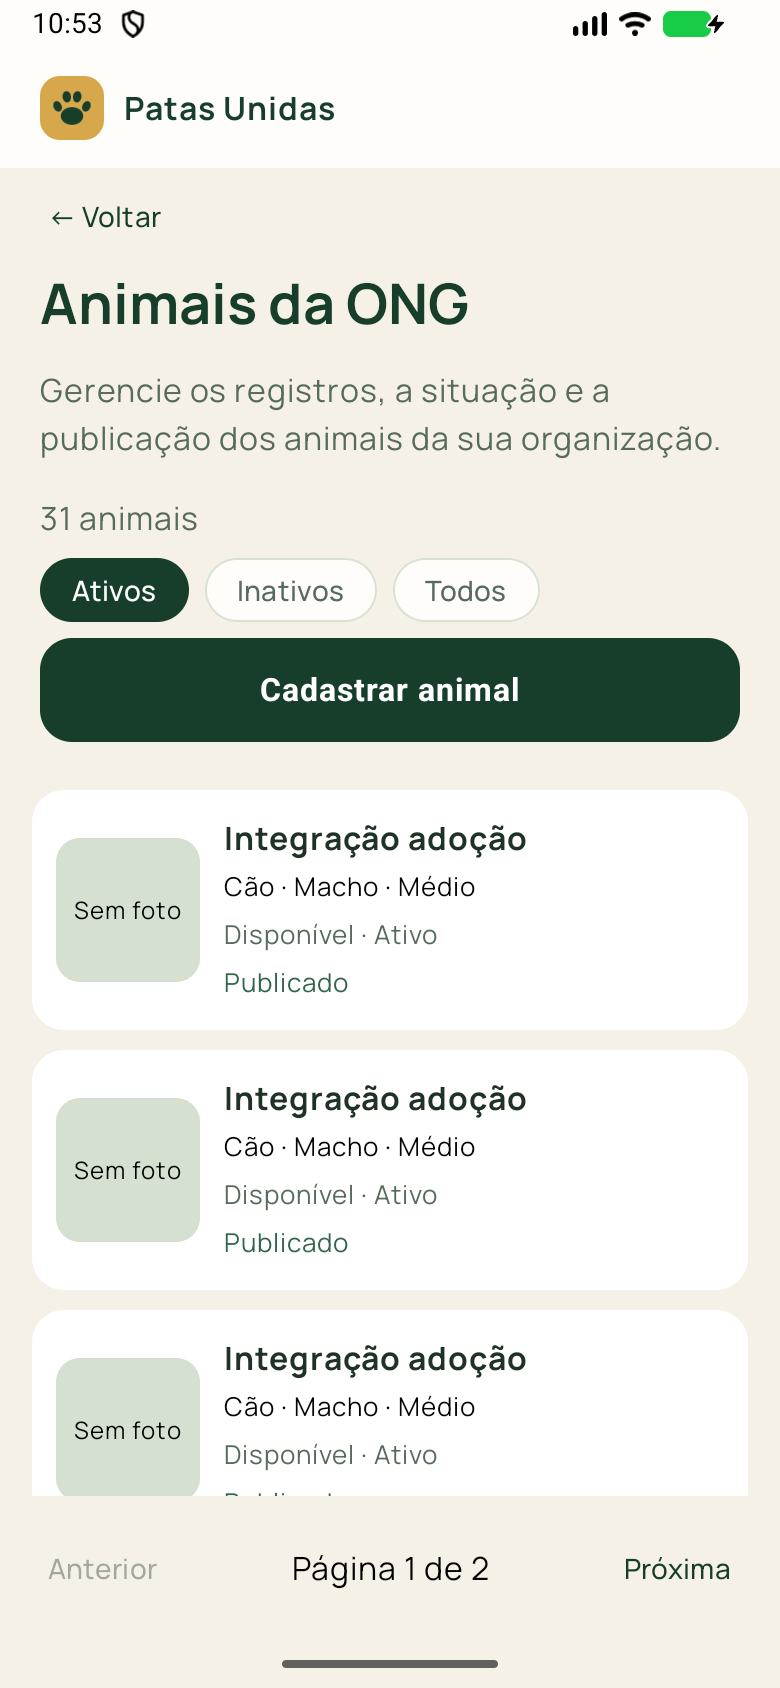 10:53
Patas Unidas
← Voltar
Animais da ONG
Gerencie os registros, a situação e a
publicação dos animais da sua organização.
31 animais
Ativos Inativos Todos
Cadastrar animal
Integração adoção
Sem foto
Cão · Macho · Médio
Disponível · Ativo
Publicado
Integração adoção
Sem foto
Cão · Macho · Médio
Disponível · Ativo
Publicado
Integração adoção
Sem foto
Cão · Macho · Médio
Disponível · Ativo
Anterior Página 1 de 2 Próxima